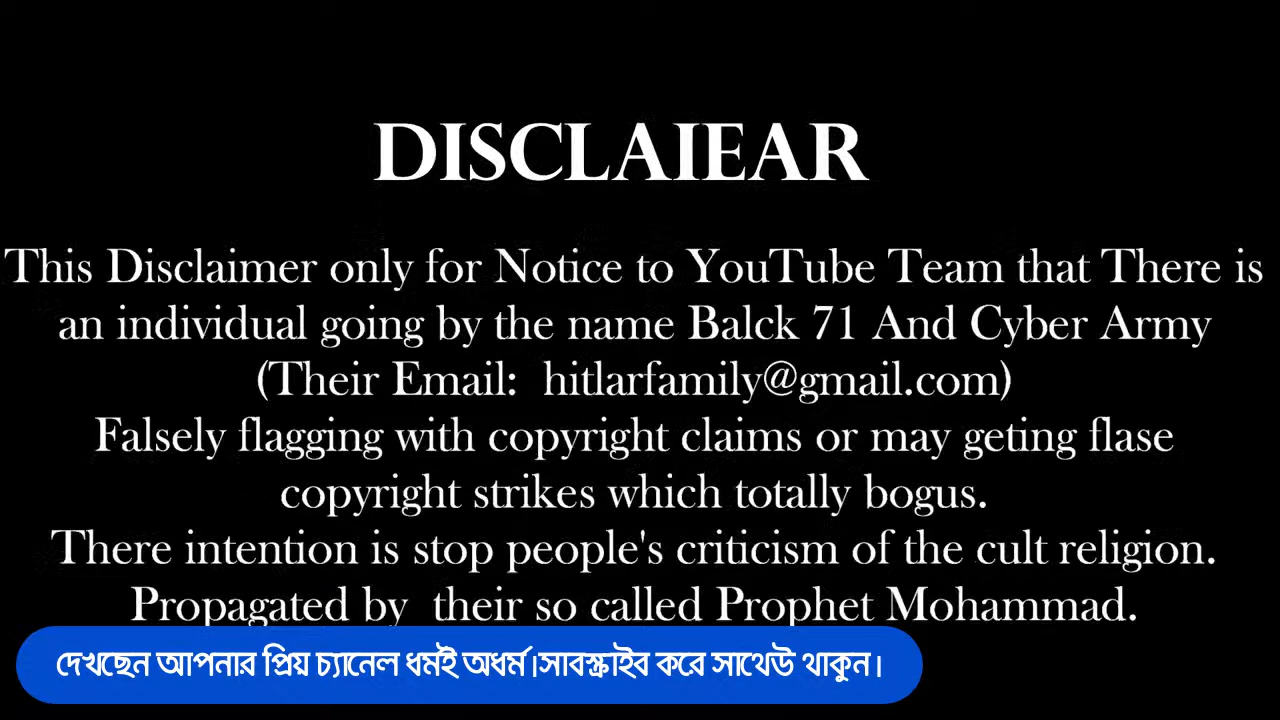 DISCLAIEAR
This Disclaimer only for Notice to YouTube Team that There is
an individual going by the name Balck 71 And Cyber Army
(Their Email:  hitlarfamily@gmail.com)
Falsely flagging with copyright claims or may geting flase
copyright strikes which totally bogus.
There intention is stop people's criticism of the cult religion.
Propagated by  their so called Prophet Mohammad.
দেখছেন আপনার প্রিয় চ্যানেল ধর্মই অধর্ম।সাবস্ক্রাইব করে সাথেউ থাকুন।